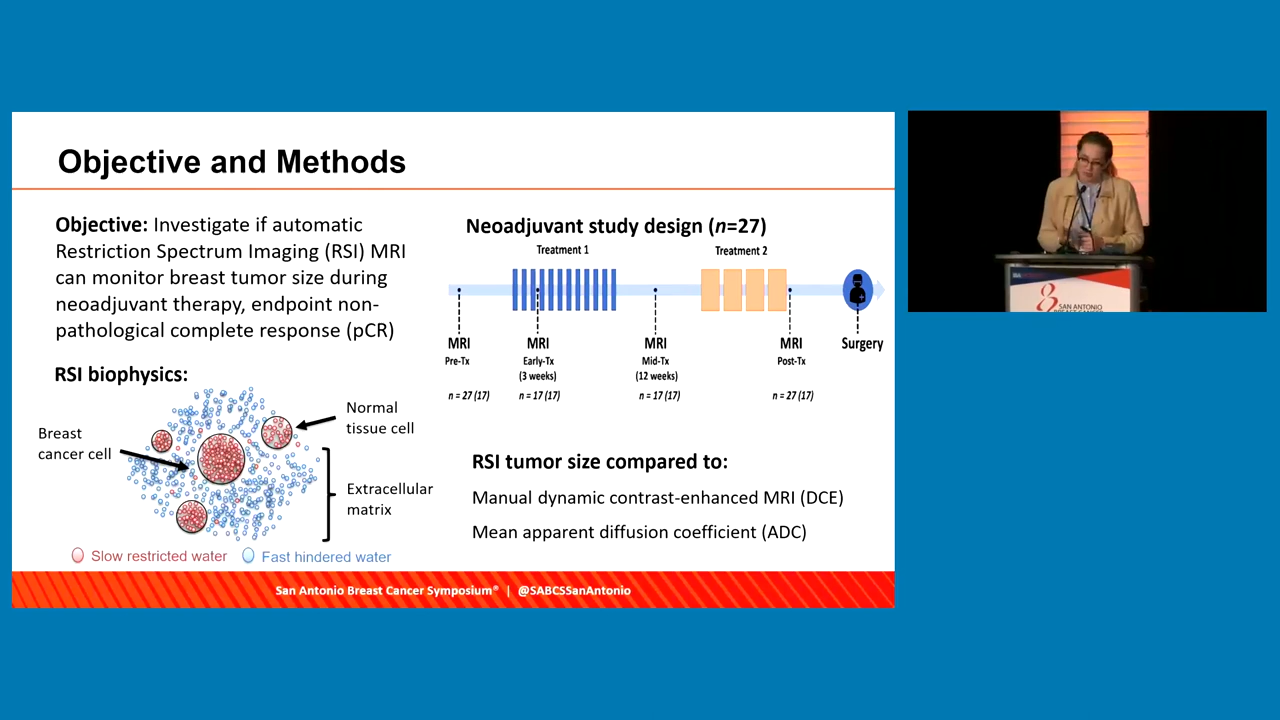 Objective and Methods
Objective: Investigate if automatic
Restriction Spectrum Imaging (RSI) MRI
can monitor breast tumor size during
neoadjuvant therapy, endpoint non-
pathological complete response (pCR)
RSI biophysics:
Breast
cancer cell
Normal
tissue cell
Extracellular
matrix
Slow restricted water
Fast hindered water
Neoadjuvant study design (n=27)
Treatment 1
Treatment 2
MRI
Pre-Tx
n = 27 (17)
MRI
Early-Tx
(3 weeks)
n = 17 (17)
MRI
Mid-Tx
(12 weeks)
n = 17 (17)
MRI
Post-Tx
n = 27 (17)
Surgery
RSI tumor size compared to:
Manual dynamic contrast-enhanced MRI (DCE)
Mean apparent diffusion coefficient (ADC)
San Antonio Breast Cancer Symposium® | @SABCSSanAntonio
SAN ANTONIO
BREAST CANCER